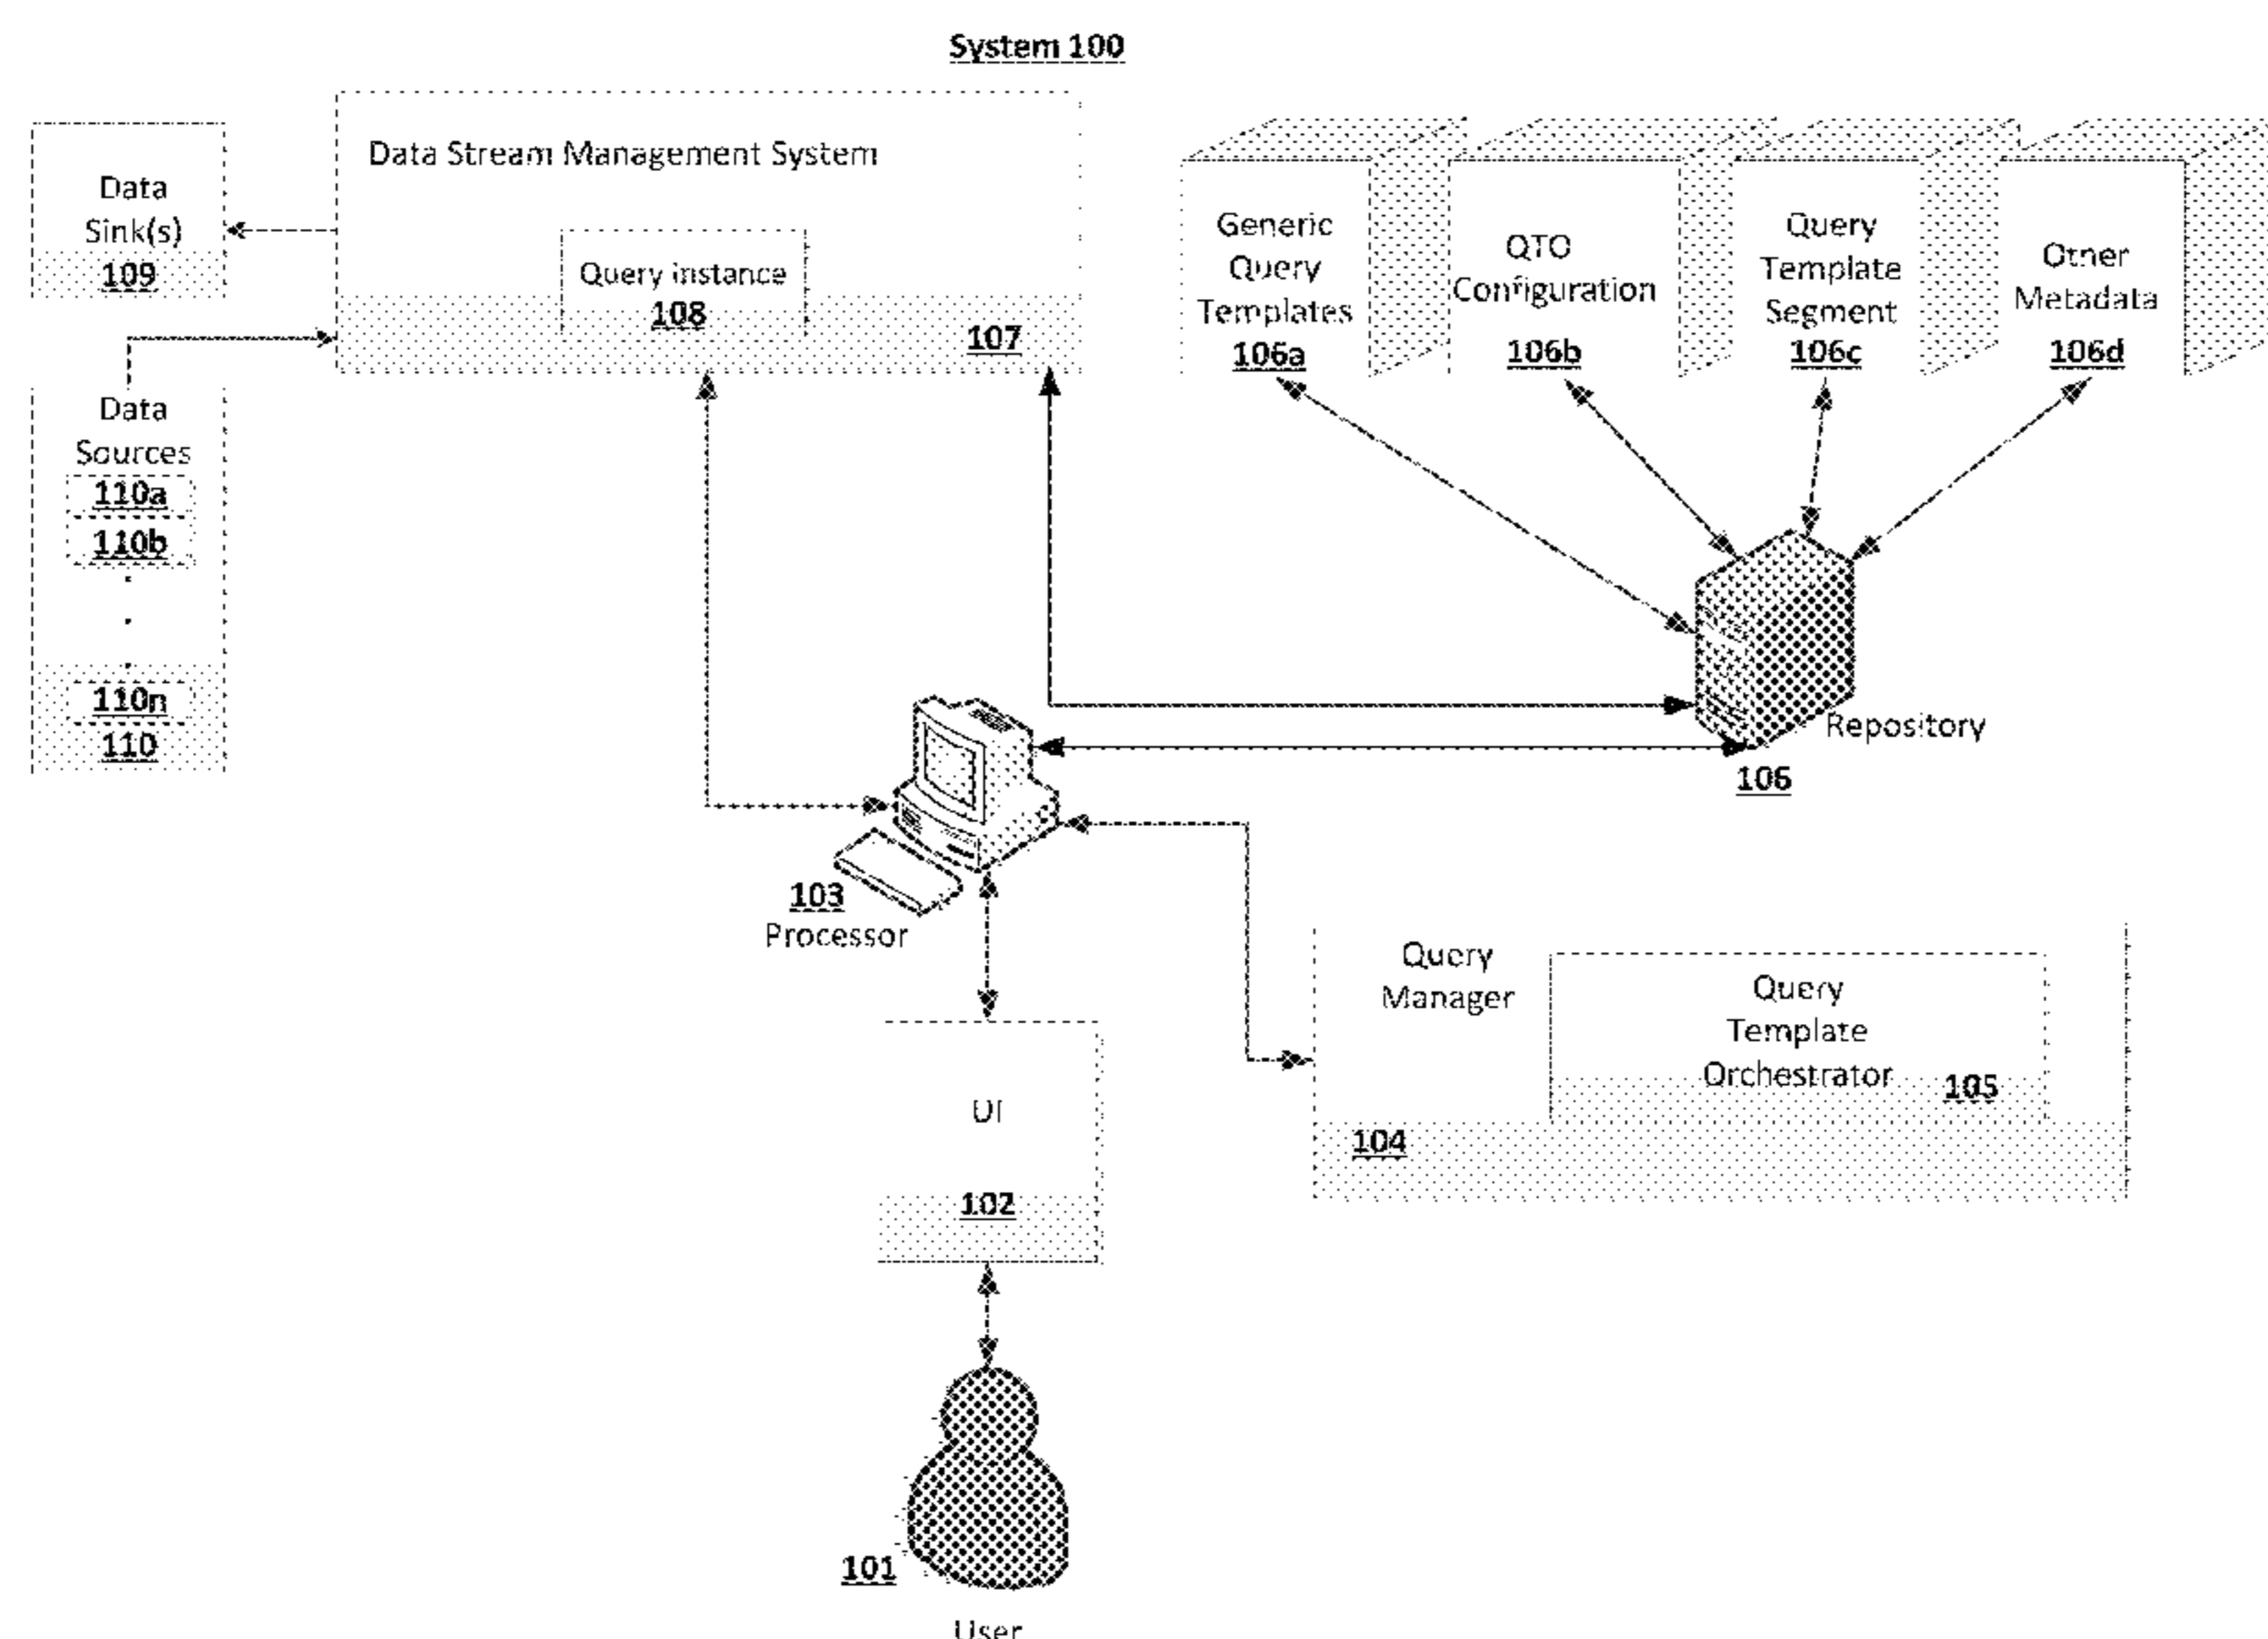 System 100
Data Stream Management System
Query instance
108
107
Data
Sink(s)
109
Data
Sources
110a
110b
110n
110
Generic
Query
Templates
106a
QTO
Configuration
106b
Query
Template
Segment
106c
Other
Metadata
106d
Repository
106
103
Processor
Query
Manager
104
Query
Template
Orchestrator
105
UI
102
101
User